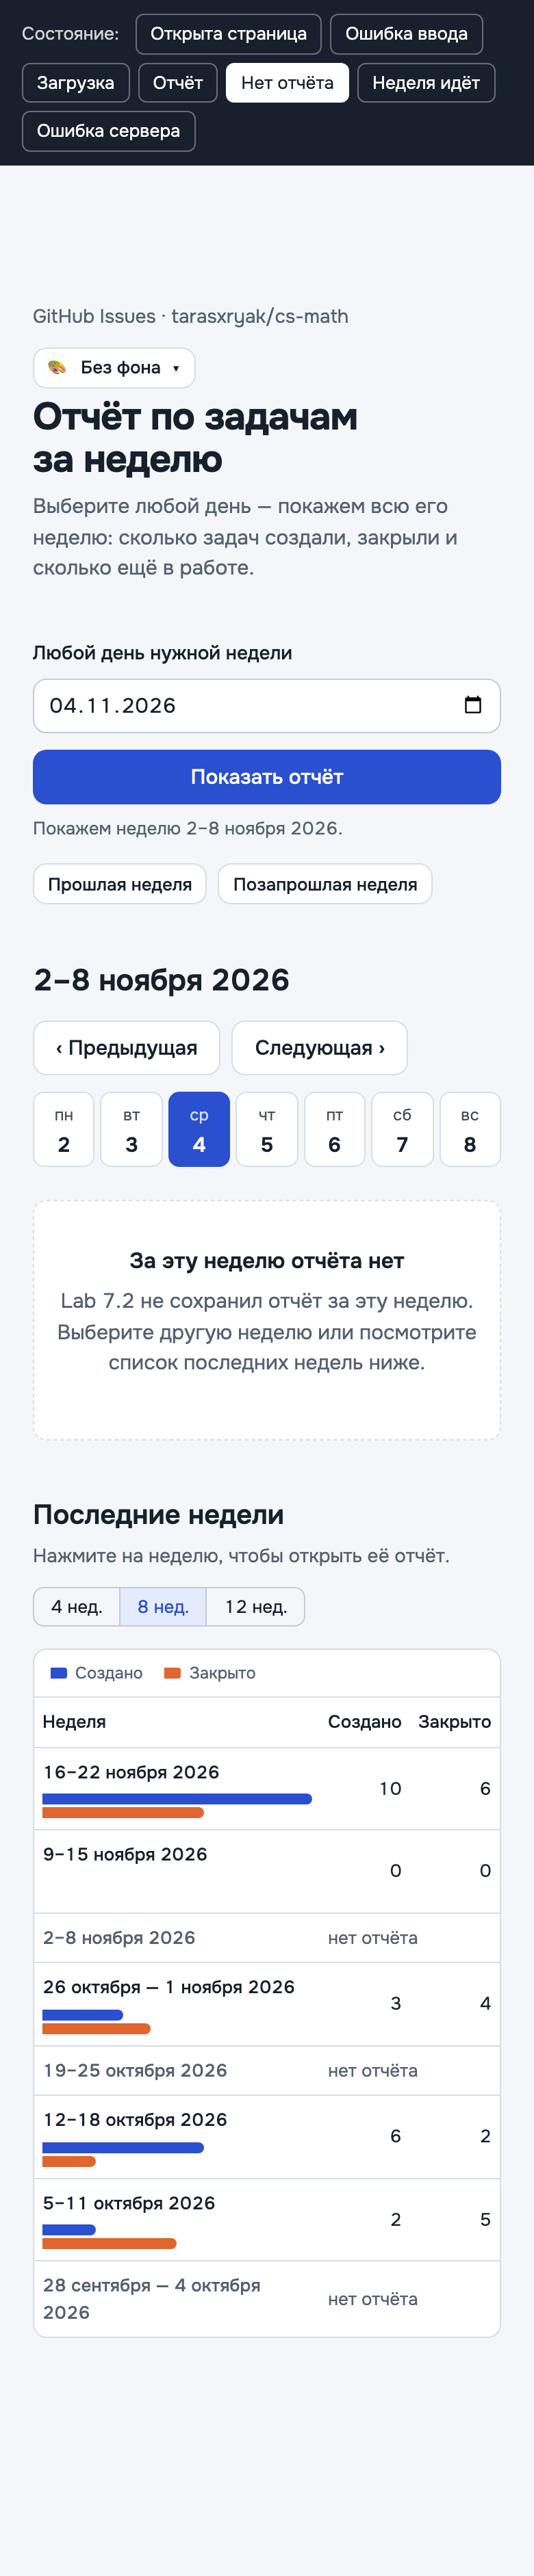 Состояние: Открыта страница Ошибка ввода
Загрузка Отчёт Нет отчёта Неделя идёт
Ошибка сервера
GitHub Issues · tarasxryak/cs-math
Без фона ▾
Отчёт по задачам
за неделю
Выберите любой день — покажем всю его
неделю: сколько задач создали, закрыли и
сколько ещё в работе.
Любой день нужной недели
04.11.2026
Показать отчёт
Покажем неделю 2–8 ноября 2026.
Прошлая неделя Позапрошлая неделя
2–8 ноября 2026
‹ Предыдущая Следующая ›
пн вт ср чт пт сб вс
2 3 4 5 6 7 8
За эту неделю отчёта нет
Lab 7.2 не сохранил отчёт за эту неделю.
Выберите другую неделю или посмотрите
список последних недель ниже.
Последние недели
Нажмите на неделю, чтобы открыть её отчёт.
4 нед. 8 нед. 12 нед.
Создано Закрыто
Неделя Создано Закрыто
16–22 ноября 2026 10 6
9–15 ноября 2026 0 0
2–8 ноября 2026 нет отчёта
26 октября — 1 ноября 2026 3 4
19–25 октября 2026 нет отчёта
12–18 октября 2026 6 2
5–11 октября 2026 2 5
28 сентября — 4 октября
2026 нет отчёта